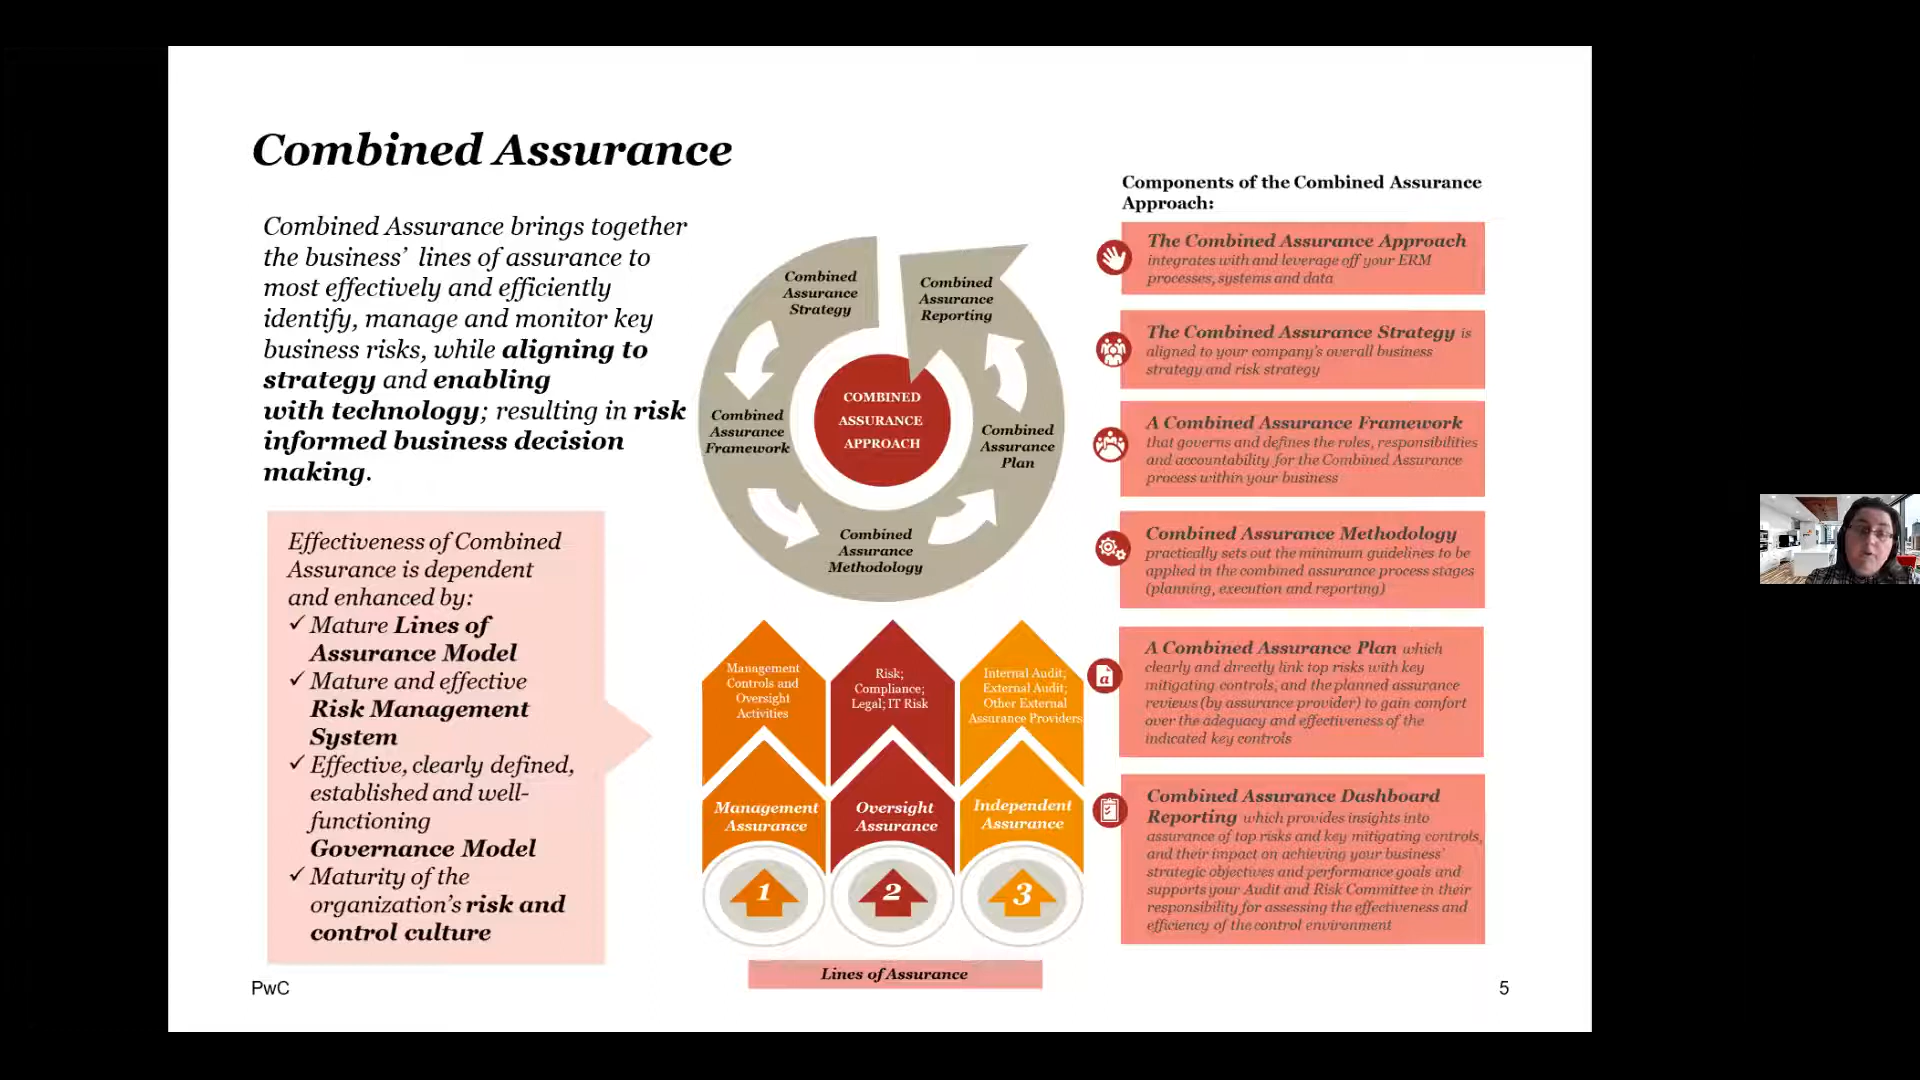 Combined Assurance
Combined Assurance brings together
the business’ lines of assurance to
most effectively and efficiently
identify, manage and monitor key
business risks, while aligning to
strategy and enabling
with technology; resulting in risk
informed business decision
making.
Effectiveness of Combined
Assurance is dependent
and enhanced by:
✓ Mature Lines of
Assurance Model
✓ Mature and effective
Risk Management
System
✓ Effective, clearly defined,
established and well-
functioning
Governance Model
✓ Maturity of the
organization’s risk and
control culture
Combined
Assurance
Strategy
Combined
Assurance
Reporting
Combined
Assurance
Framework
COMBINED
ASSURANCE
APPROACH
Combined
Assurance
Plan
Combined
Assurance
Methodology
Management
Controls and
Oversight
Activities
Risk;
Compliance;
Legal; IT Risk
Internal Audit;
External Audit;
Other External
Assurance Providers
Management
Assurance
Oversight
Assurance
Independent
Assurance
1
2
3
Lines of Assurance
Components of the Combined Assurance
Approach:
The Combined Assurance Approach
integrates with and leverage off your ERM
processes, systems and data
The Combined Assurance Strategy is
aligned to your company's overall business
strategy and risk strategy
A Combined Assurance Framework
that governs and defines the roles, responsibilities
and accountability for the Combined Assurance
process within your business
Combined Assurance Methodology
practically sets out the minimum guidelines to be
applied in the combined assurance process stages
(planning, execution and reporting)
a
A Combined Assurance Plan which
clearly and directly link top risks with key
mitigating controls, and the planned assurance
reviews (by assurance provider) to gain comfort
over the adequacy and effectiveness of the
indicated key controls
Combined Assurance Dashboard
Reporting which provides insights into
assurance of top risks and key mitigating controls,
and their impact on achieving your business'
strategic objectives and performance goals and
supports your Audit and Risk Committee in their
responsibility for assessing the effectiveness and
efficiency of the control environment
PwC
5